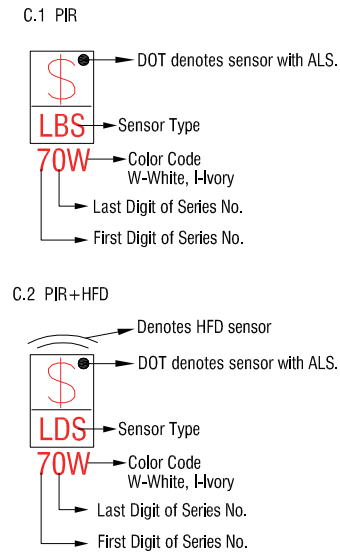 C.1 PIR
$
DOT denotes sensor with ALS.
LBS
Sensor Type
70W
Color Code
W-White, I-Ivory
Last Digit of Series No.
First Digit of Series No.
C.2 PIR+HFD
Denotes HFD sensor
$
DOT denotes sensor with ALS.
LDS
Sensor Type
70W
Color Code
W-White, I-Ivory
Last Digit of Series No.
First Digit of Series No.